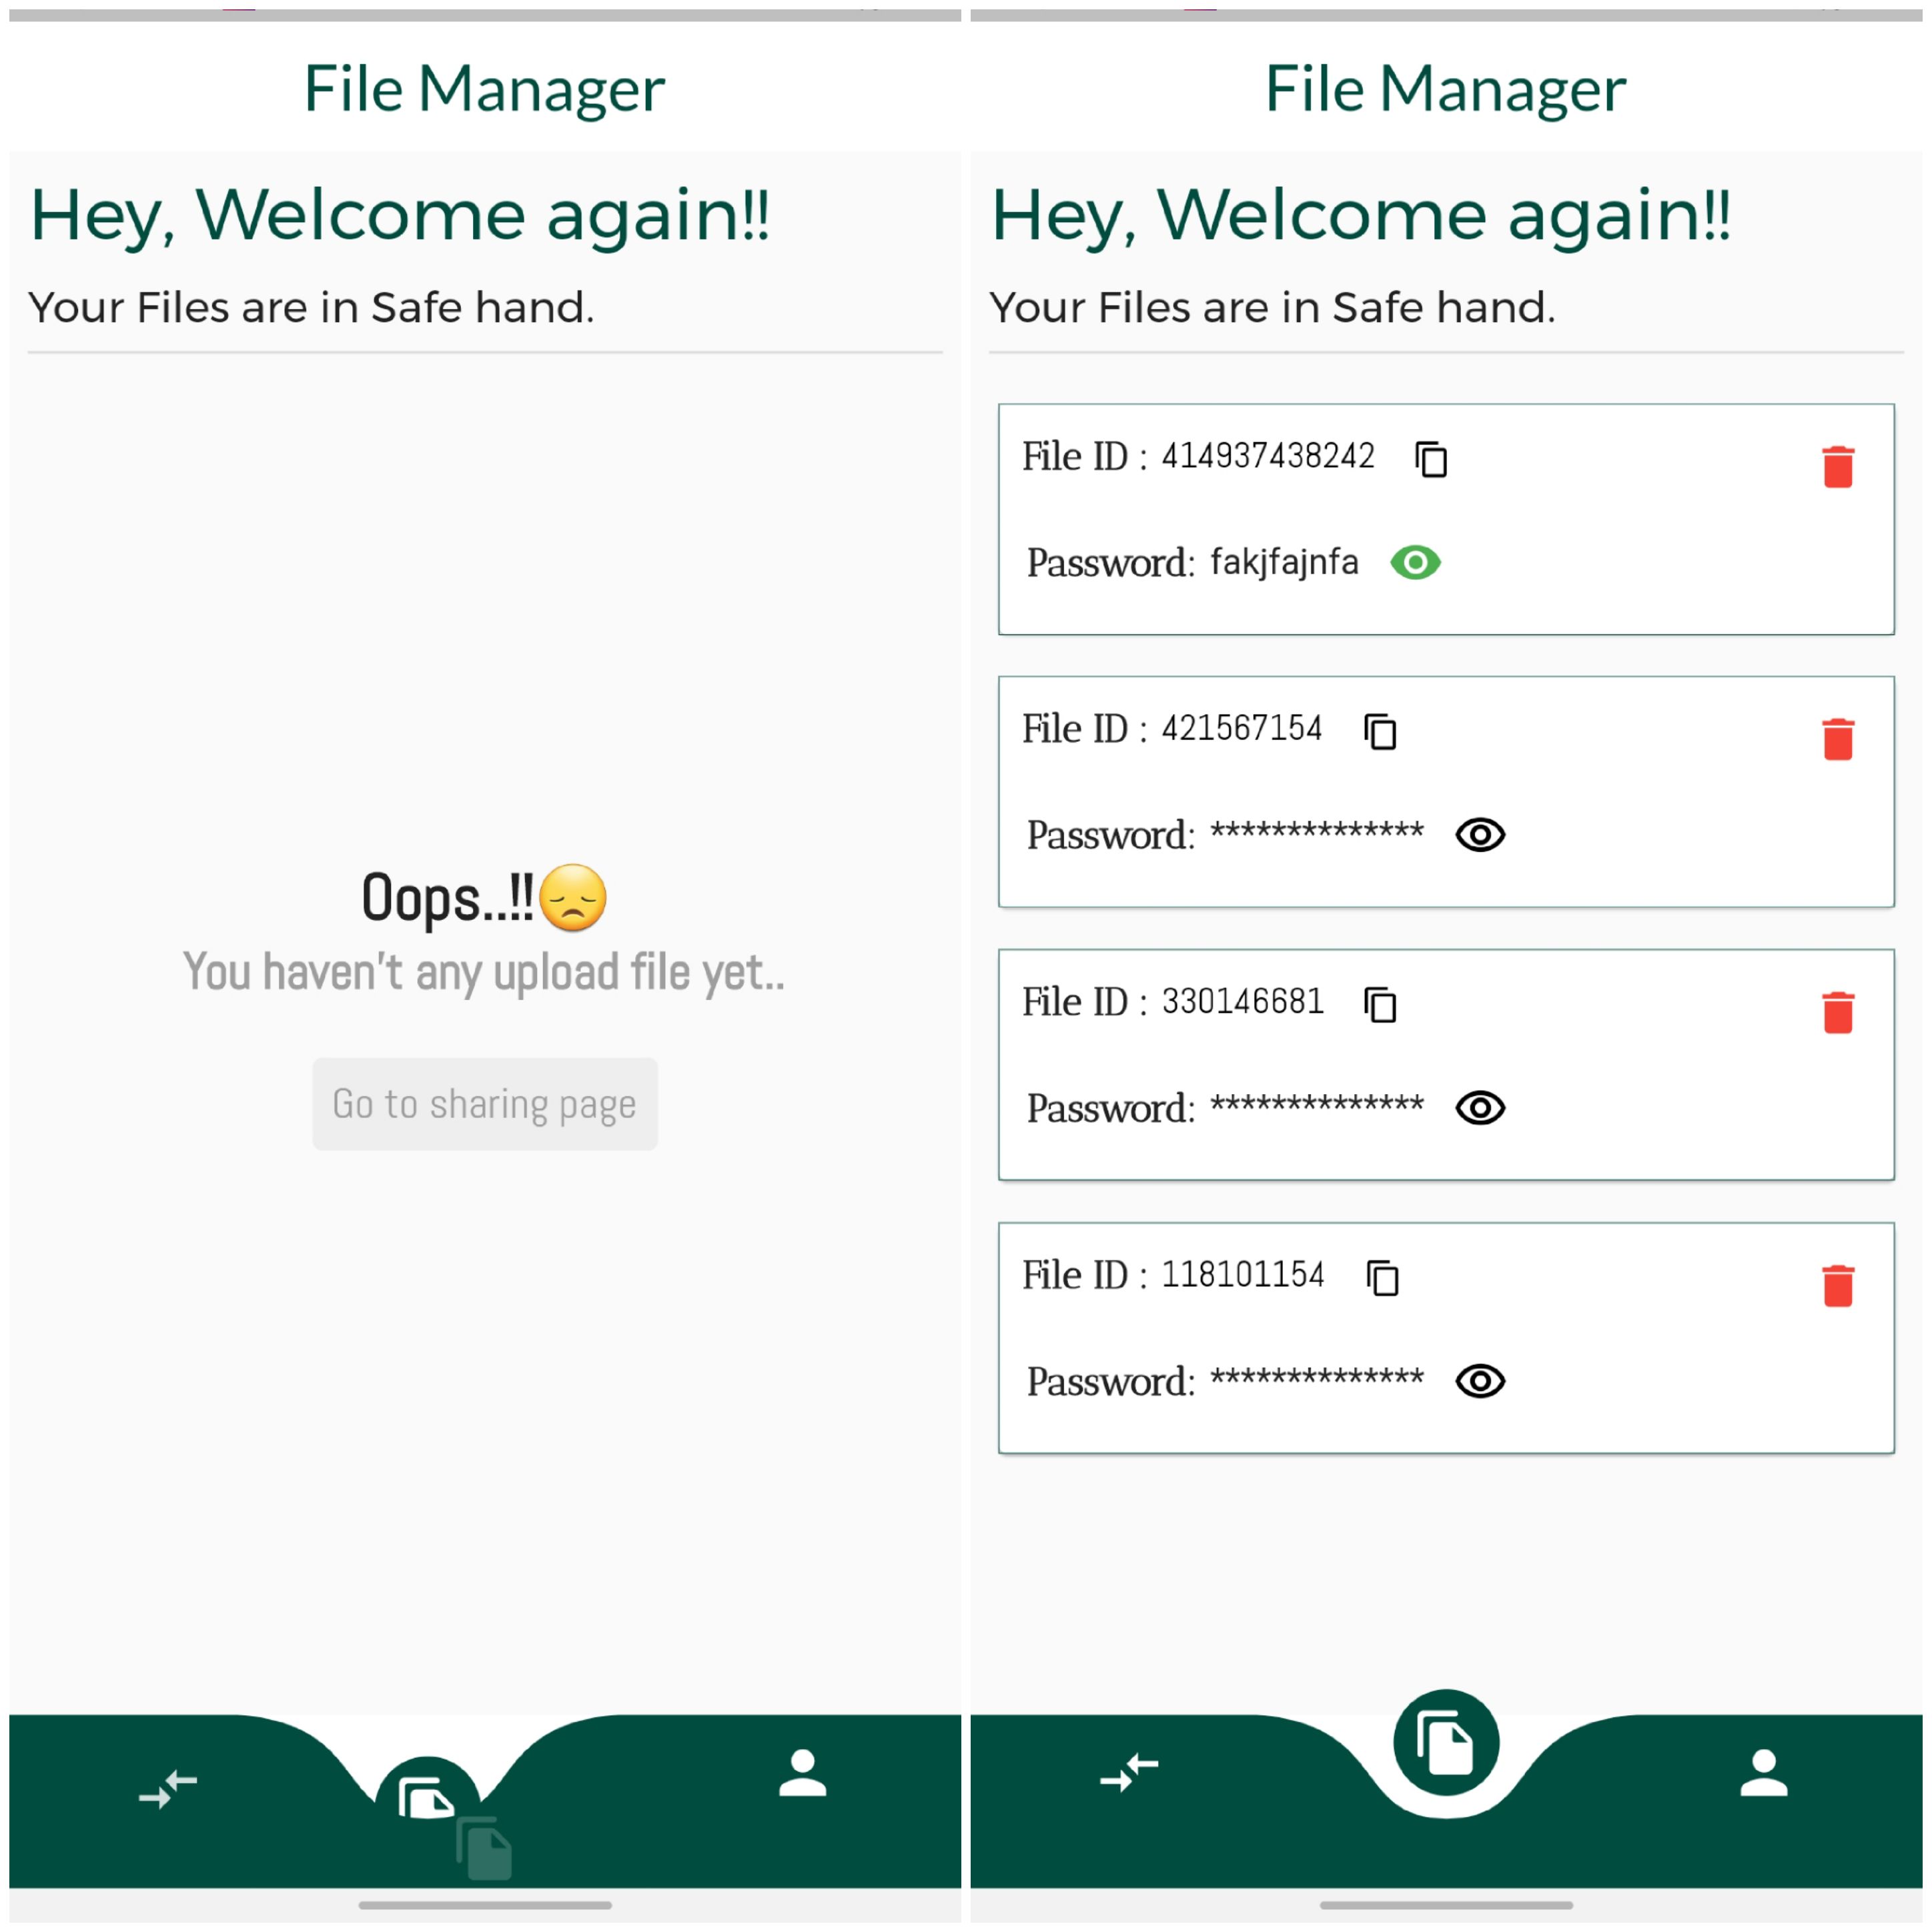 File Manager
Hey, Welcome again!!
Your Files are in Safe hand.
Oops..!!😞
You haven't any upload file yet..
Go to sharing page
File Manager
Hey, Welcome again!!
Your Files are in Safe hand.
File ID : 414937438242
Password: fakjfajnfa
File ID : 421567154
Password: **************
File ID : 330146681
Password: **************
File ID : 118101154
Password: **************